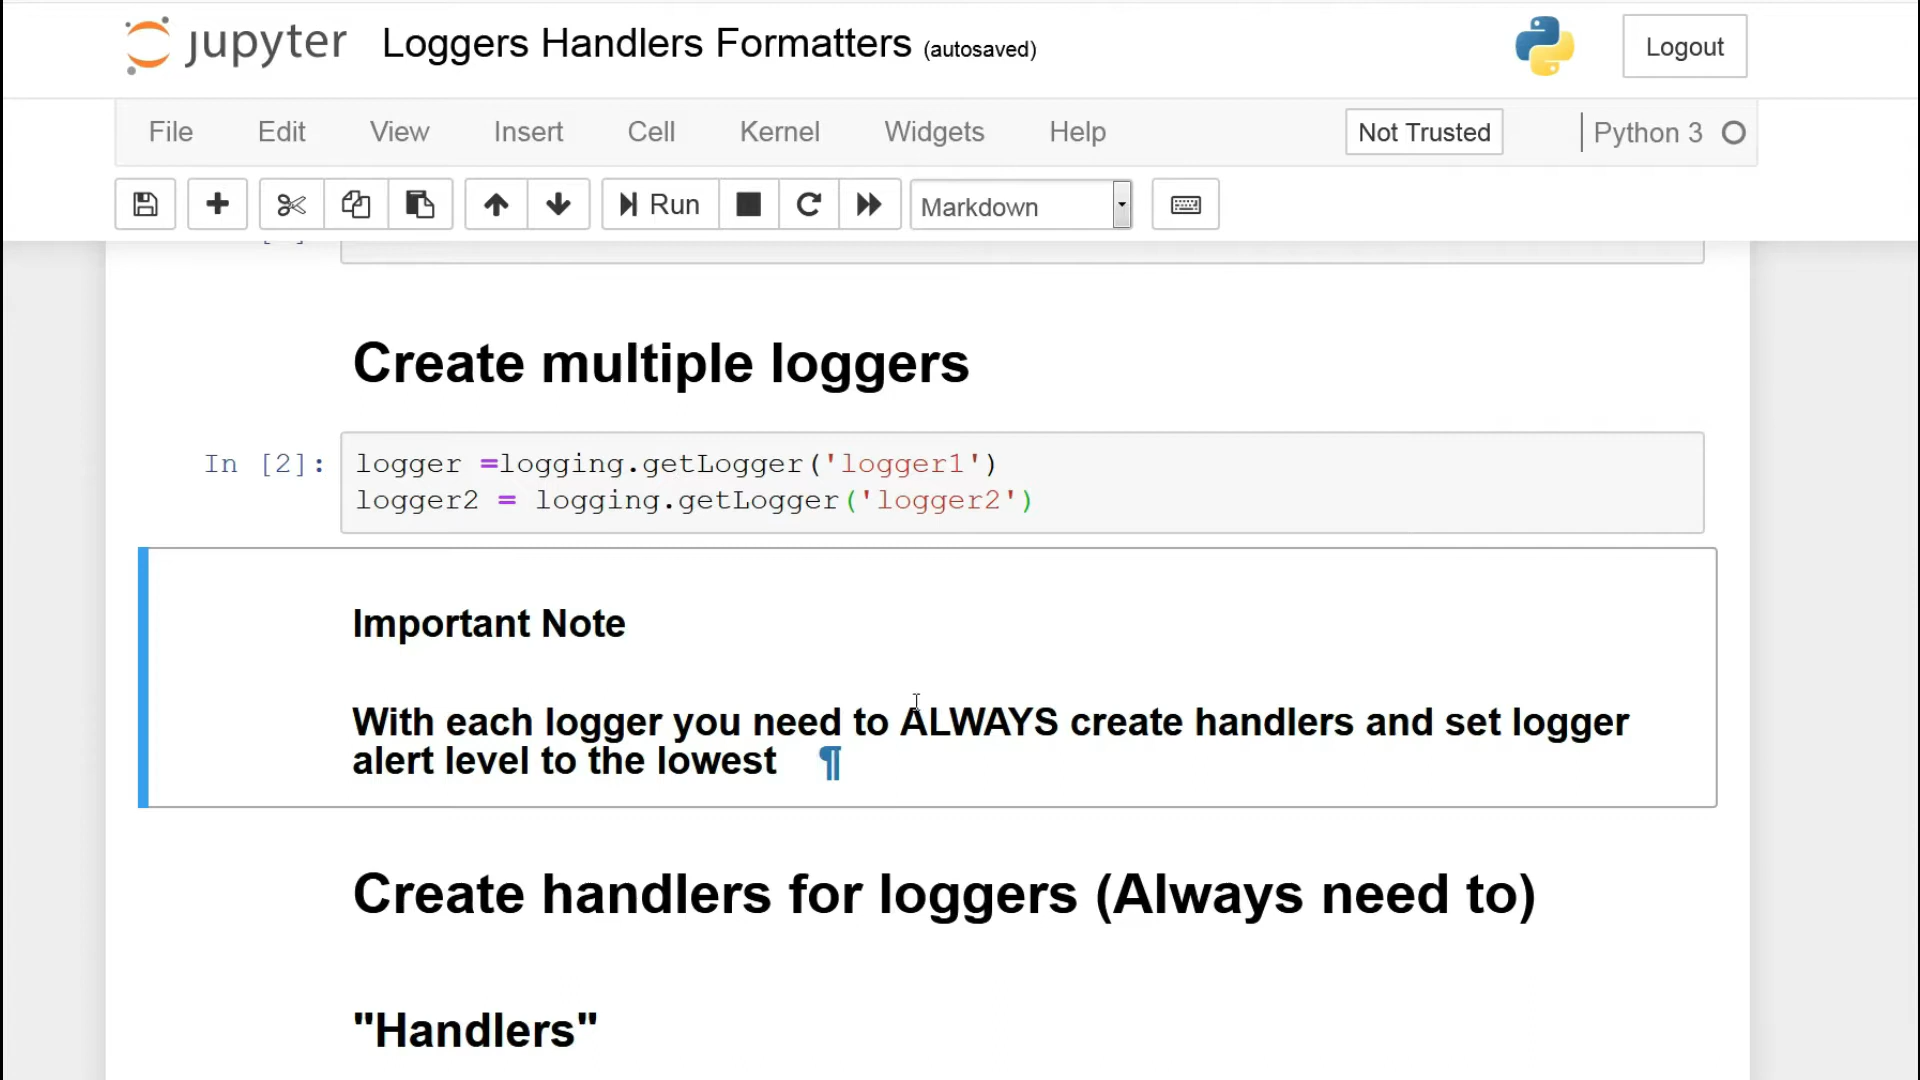 jupyter Loggers Handlers Formatters (autosaved) Logout
File Edit View Insert Cell Kernel Widgets Help Not Trusted Python 3
Run Markdown
Create multiple loggers
In [2]: logger =logging.getLogger('logger1')
logger2 = logging.getLogger('logger2')
Important Note
With each logger you need to ALWAYS create handlers and set logger
alert level to the lowest ¶
Create handlers for loggers (Always need to)
"Handlers"